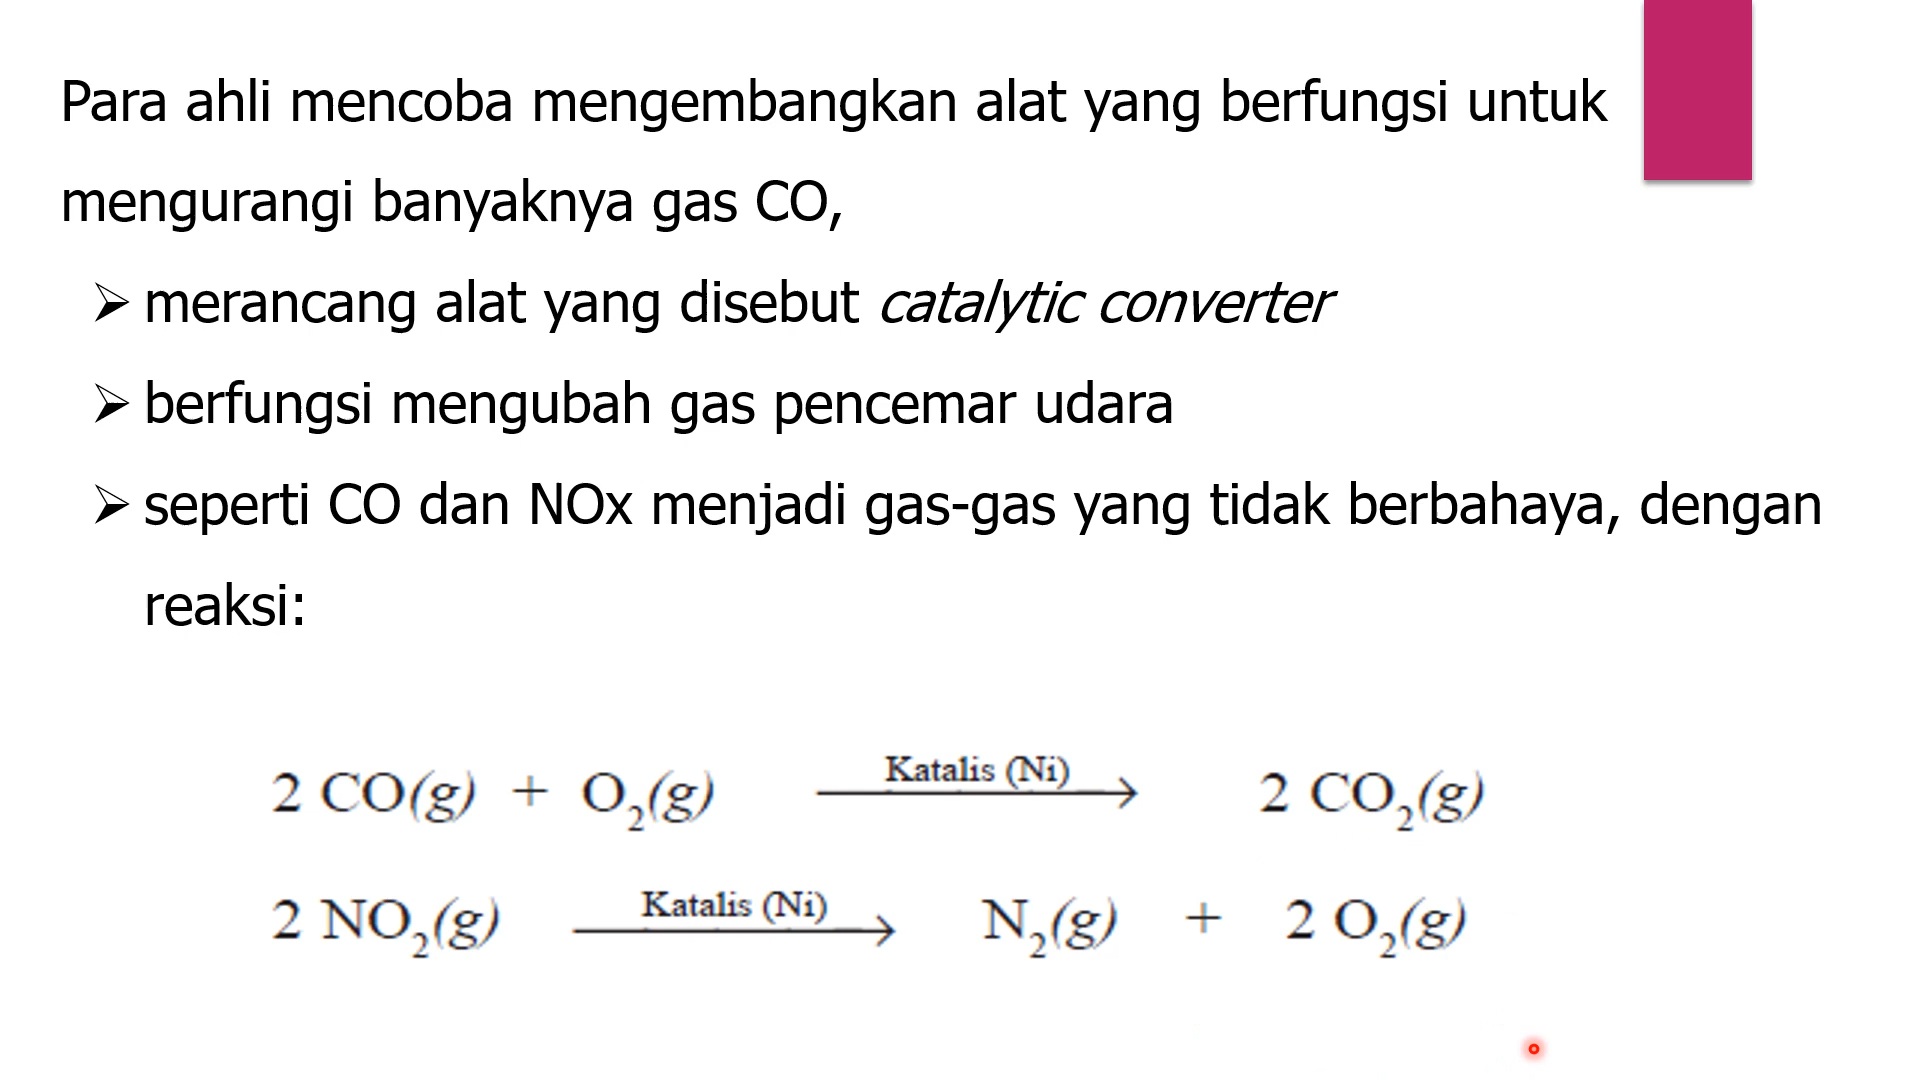 Para ahli mencoba mengembangkan alat yang berfungsi untuk
mengurangi banyaknya gas CO,
➢ merancang alat yang disebut catalytic converter
➢ berfungsi mengubah gas pencemar udara
➢ seperti CO dan NOx menjadi gas-gas yang tidak berbahaya, dengan
reaksi:
2 CO(g) + O₂(g) Katalis (Ni) → 2 CO₂(g)
2 NO₂(g) Katalis (Ni) → N₂(g) + 2 O₂(g)